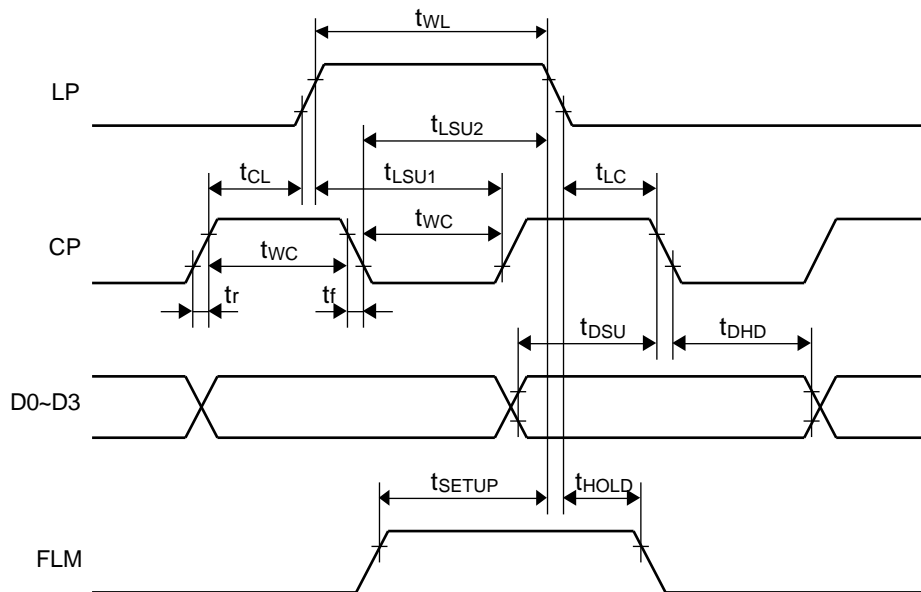 tWL
LP
tLSU2
tCL
tLSU1
tLC
tWC
CP
tWC
tr
tf
tDSU
tDHD
D0~D3
tSETUP
tHOLD
FLM